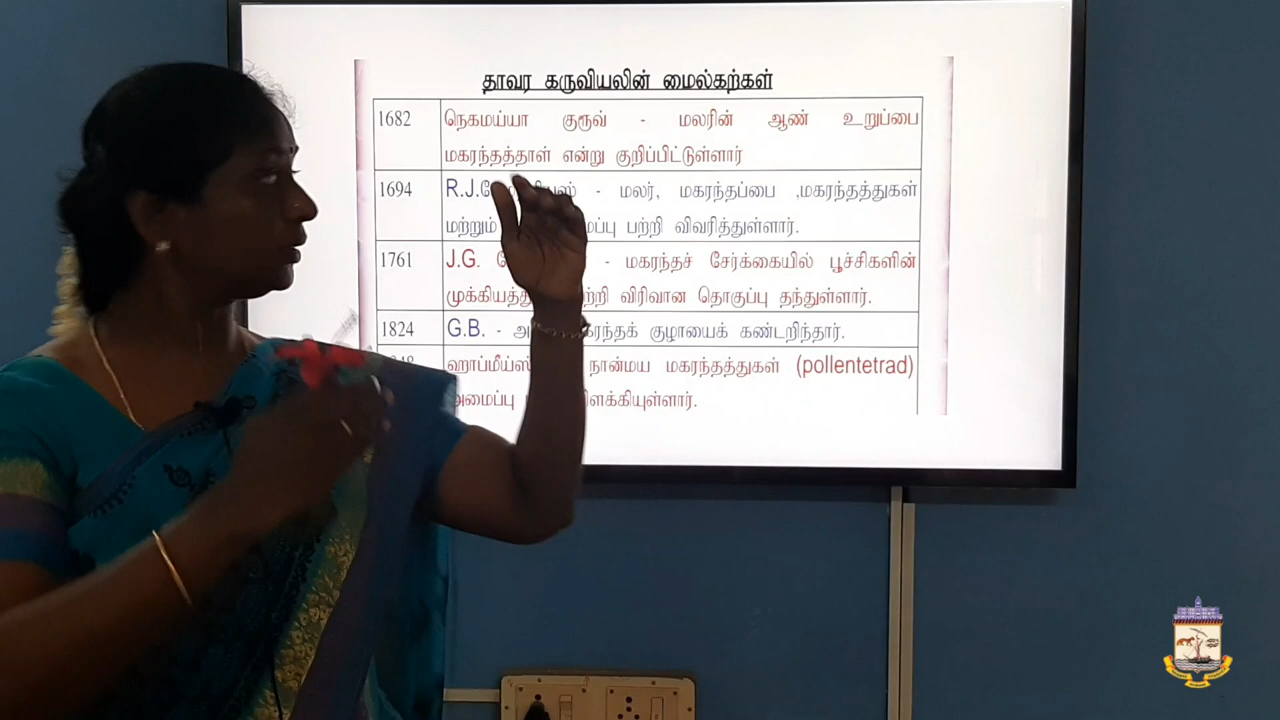 தாவர கருவியலின் மைல்கற்கள்
1682 நெகமய்யா குரூவ் - மலரின் ஆண் உறுப்பை
மகரந்தத்தாள் என்று குறிப்பிட்டுள்ளார்
1694 R.J. - மலர், மகரந்தப்பை ,மகரந்தத்துகள்
மற்றும் பற்றி விவரித்துள்ளார்.
1761 J.G. - மகரந்தச் சேர்க்கையில் பூச்சிகளின்
விரிவான தொகுப்பு தந்துள்ளார்.
1824 G.B. - குழாயைக் கண்டறிந்தார்.
நான்மய மகரந்தத்துகள் (pollentetrad)
அமைப்பு